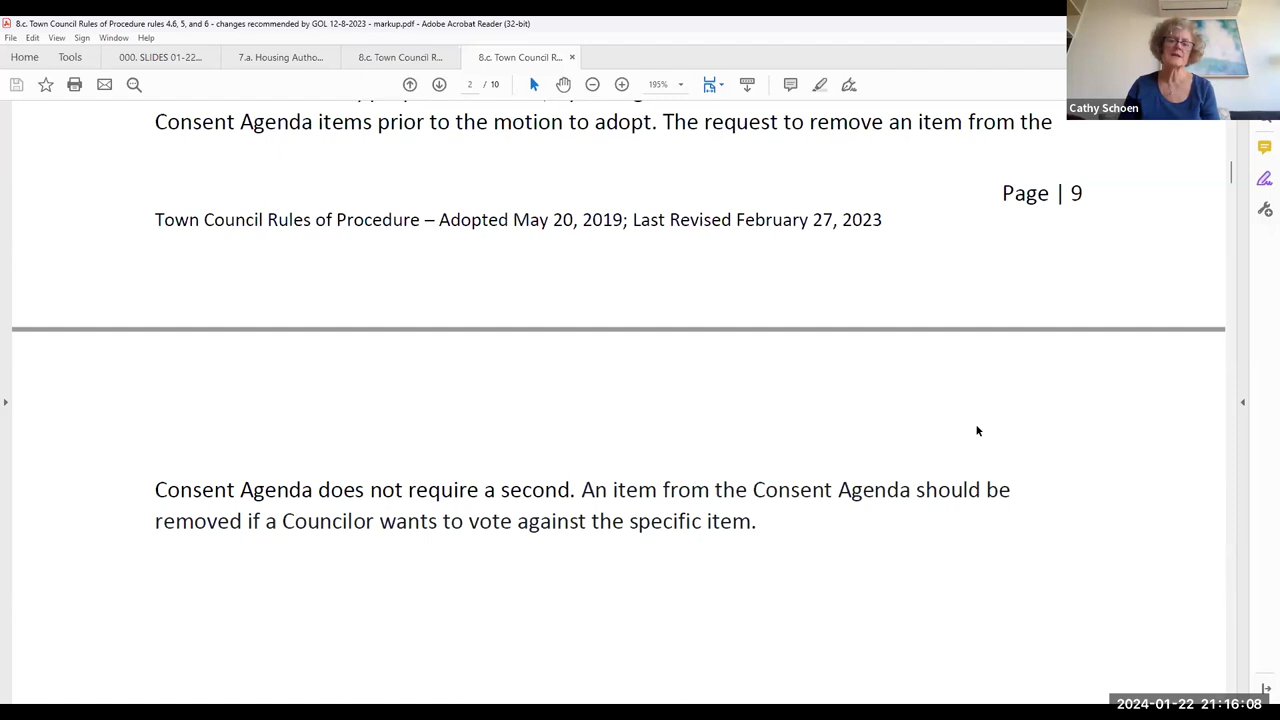 8.c. Town Council Rules of Procedure rules 4.6, 5, and 6 - changes recommended by GOL 12-8-2023 - markup.pdf - Adobe Acrobat Reader (32-bit)
File Edit View Sign Window Help
Home Tools 000. SLIDES 01-22... 7.a. Housing Autho... 8.c. Town Council R... 8.c. Town Council R... ×
2 / 10 195%
Cathy Schoen
Consent Agenda items prior to the motion to adopt. The request to remove an item from the
Page | 9
Town Council Rules of Procedure – Adopted May 20, 2019; Last Revised February 27, 2023
Consent Agenda does not require a second. An item from the Consent Agenda should be
removed if a Councilor wants to vote against the specific item.
2024-01-22 21:16:08